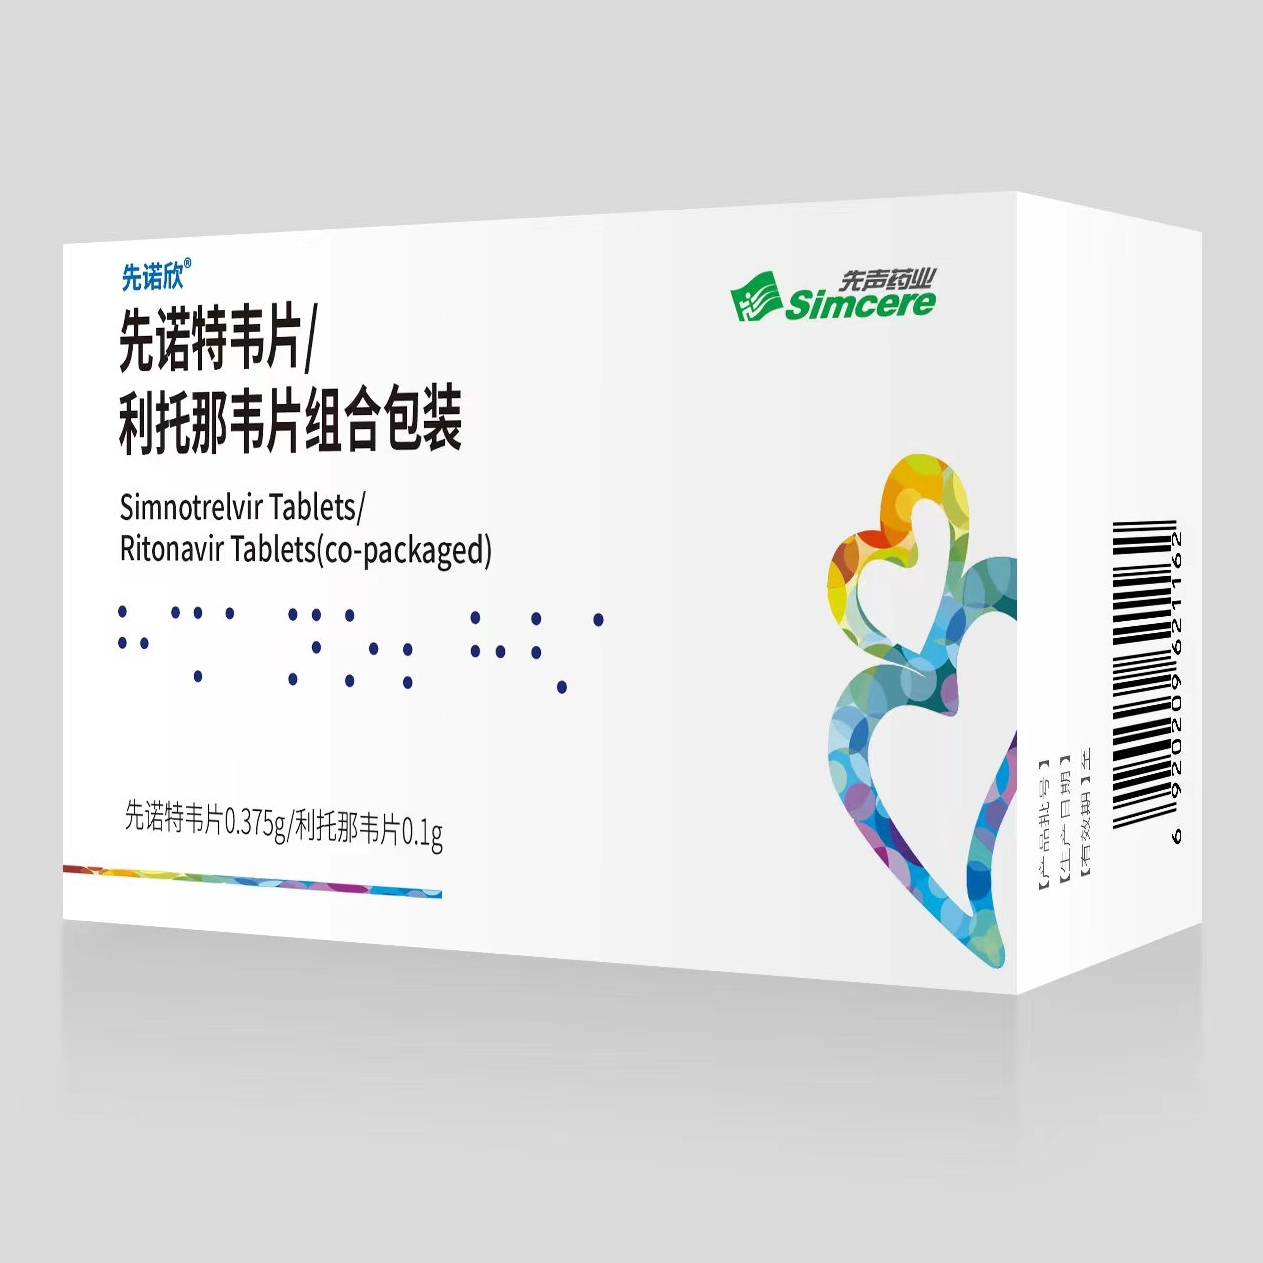 先诺欣®
先诺特韦片/
利托那韦片组合包装
Simnotrelvir Tablets/
Ritonavir Tablets(co-packaged)
先诺特韦片0.375g/利托那韦片0.1g
先声药业
Simcere
【产品批号】
【生产日期】
【有效期】至
6 920209 621162